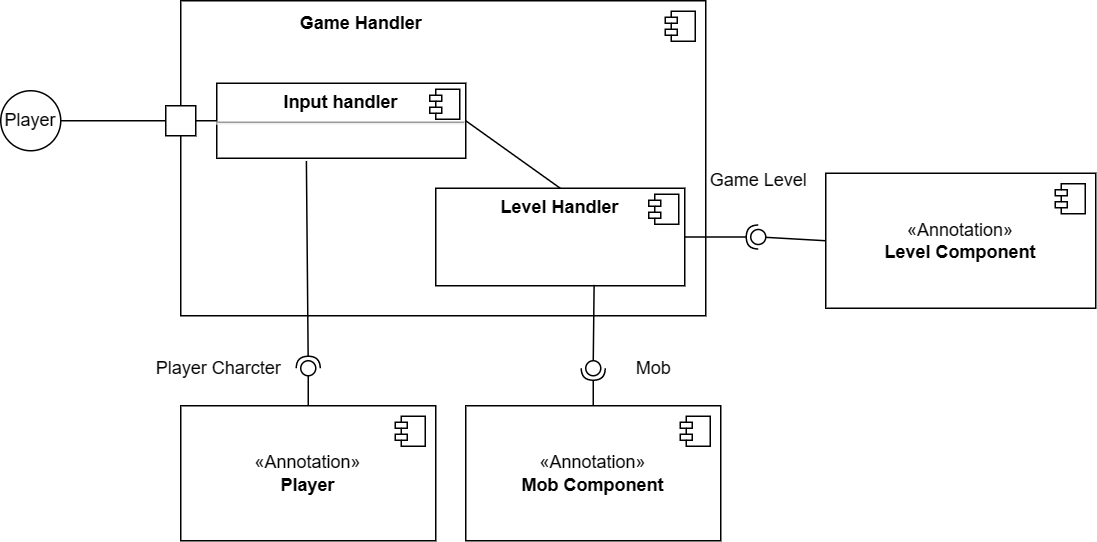 Game Handler
Input handler
Player
Game Level
Level Handler
«Annotation»
Level Component
Player Charcter
Mob
«Annotation»
Player
«Annotation»
Mob Component